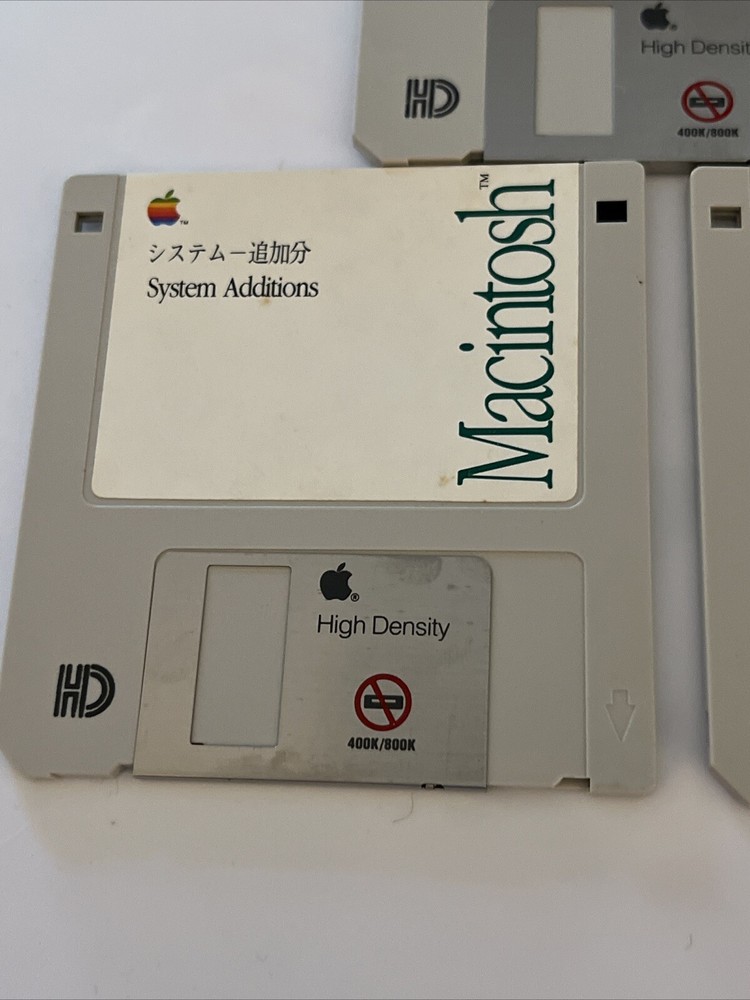 High Densit
HD
400K/800K
システム－追加分
System Additions
Macintosh™
High Density
HD
400K/800K